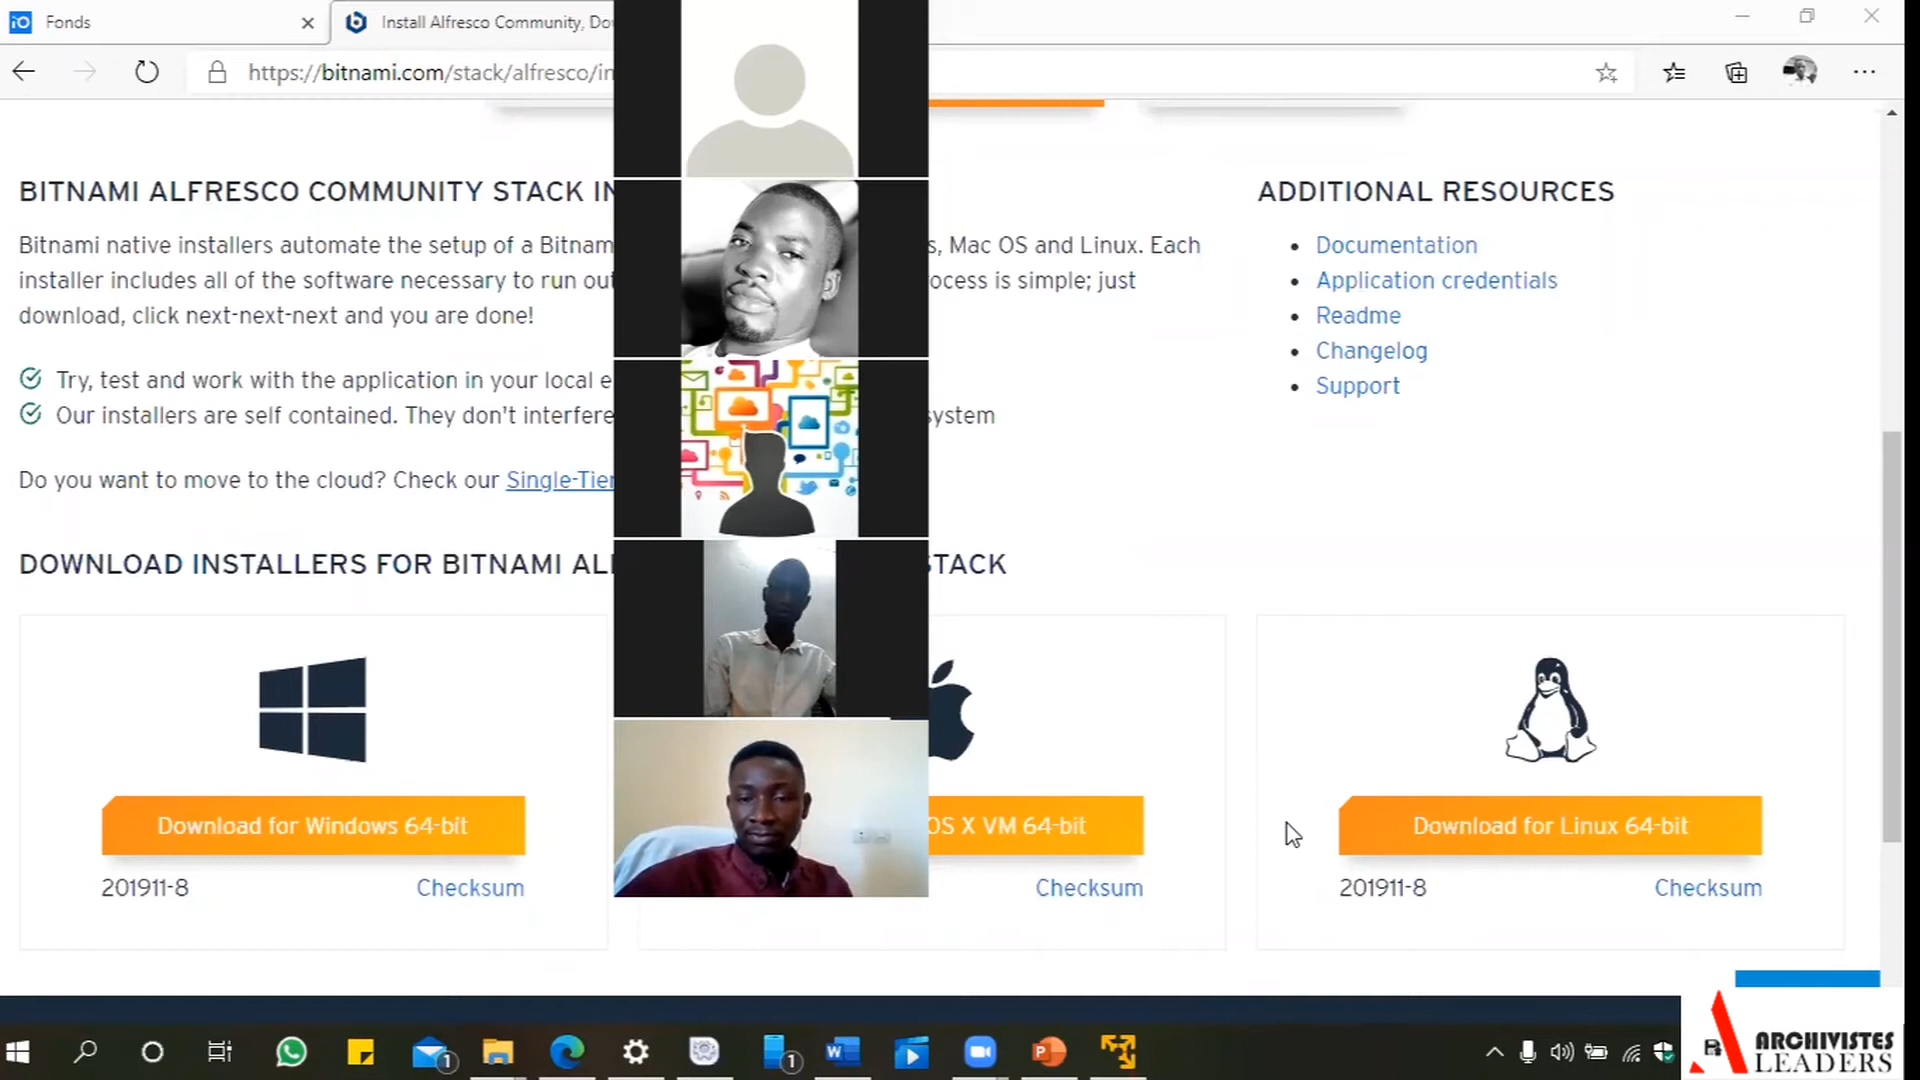 Fonds
Install Alfresco Community, Do
https://bitnami.com/stack/alfresco/in
BITNAMI ALFRESCO COMMUNITY STACK IN
Bitnami native installers automate the setup of a Bitnam s, Mac OS and Linux. Each
installer includes all of the software necessary to run out ocess is simple; just
download, click next-next-next and you are done!
Try, test and work with the application in your local e
Our installers are self contained. They don't interfere system
Do you want to move to the cloud? Check our Single-Tier
ADDITIONAL RESOURCES
Documentation
Application credentials
Readme
Changelog
Support
DOWNLOAD INSTALLERS FOR BITNAMI AL STACK
Download for Windows 64-bit
201911-8 Checksum
OS X VM 64-bit
Checksum
Download for Linux 64-bit
201911-8 Checksum
1
1
ARCHIVISTES
LEADERS